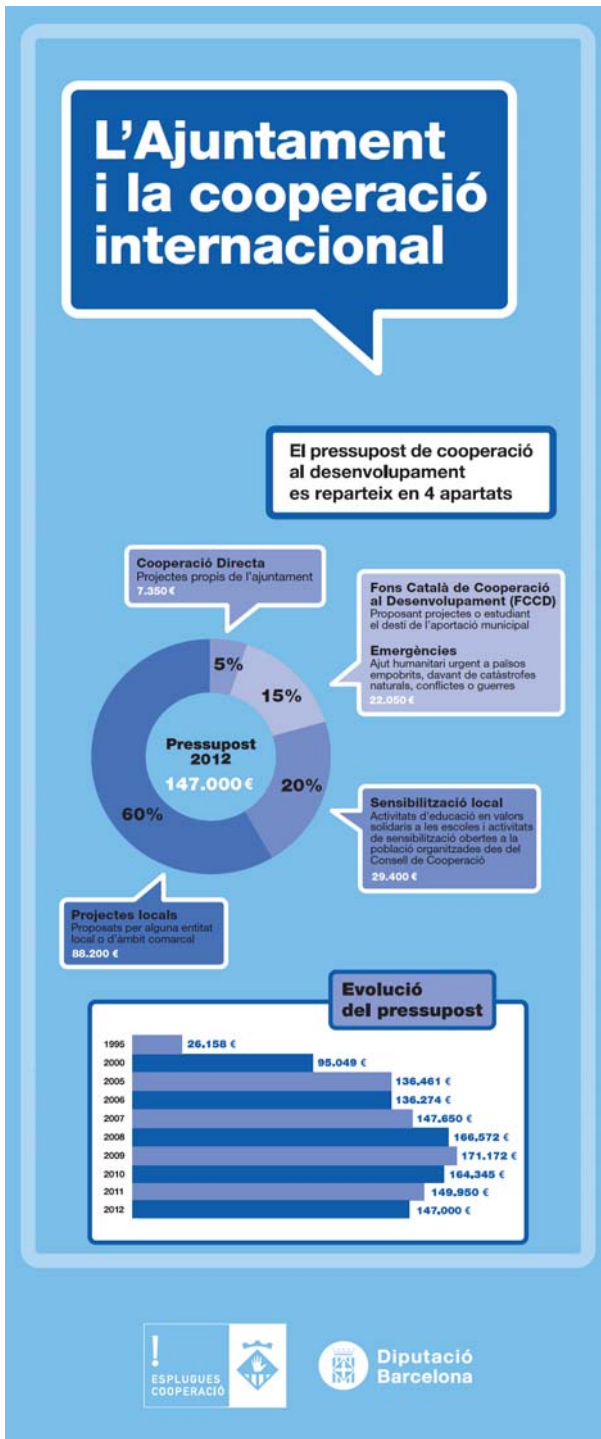 L'Ajuntament
i la cooperació
internacional
El pressupost de cooperació
al desenvolupament
es reparteix en 4 apartats
Cooperació Directa
Projectes propis de l'ajuntament
7.350 €
Fons Català de Cooperació
al Desenvolupament (FCCD)
Proposant projectes o estudiant
el destí de l'aportació municipal
Emergències
Ajut humanitari urgent a països
empobrits, davant de catàstrofes
naturals, conflictes o guerres
22.050 €
5%
15%
20%
60%
Pressupost
2012
147.000 €
Sensibilització local
Activitats d'educació en valors
solidaris a les escoles i activitats
de sensibilització obertes a la
població organitzades des del
Consell de Cooperació
29.400 €
Projectes locals
Proposats per alguna entitat
local o d'àmbit comarcal
88.200 €
Evolució
del pressupost
1995 26.158 €
2000 95.049 €
2005 136.461 €
2006 136.274 €
2007 147.650 €
2008 166.572 €
2009 171.172 €
2010 164.345 €
2011 149.950 €
2012 147.000 €
!
ESPLUGUES
COOPERACIÓ
Diputació
Barcelona